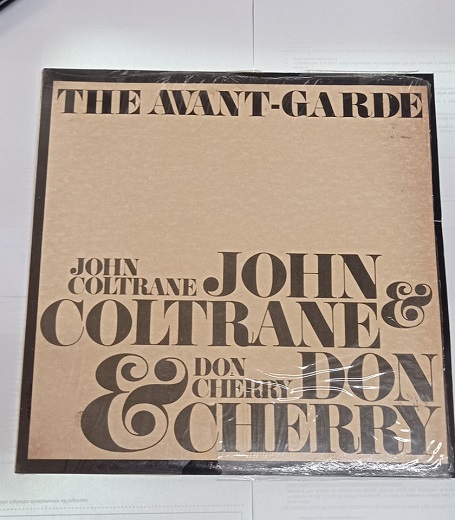 THE AVANT-GARDE
JOHN
COLTRANE
JOHN
COLTRANE
&
&
DON
CHERRY
DON
CHERRY